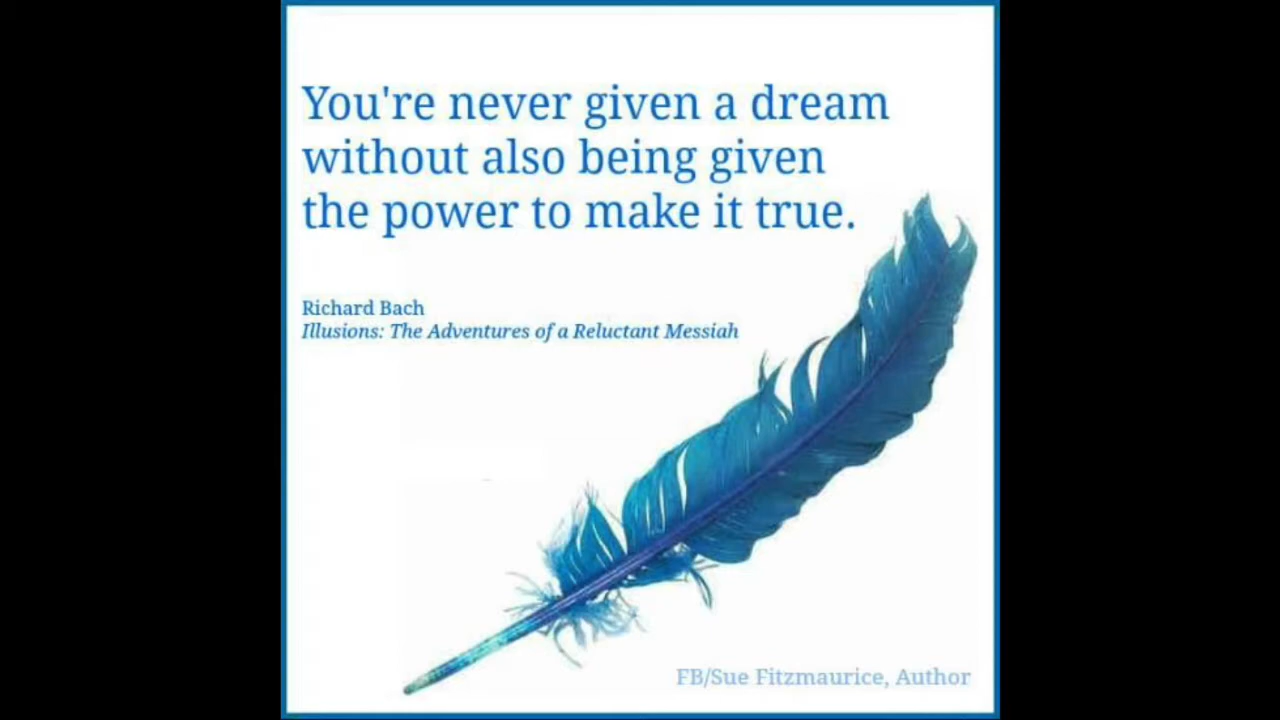 You're never given a dream
without also being given
the power to make it true.
Richard Bach
Illusions: The Adventures of a Reluctant Messiah
FB/Sue Fitzmaurice, Author